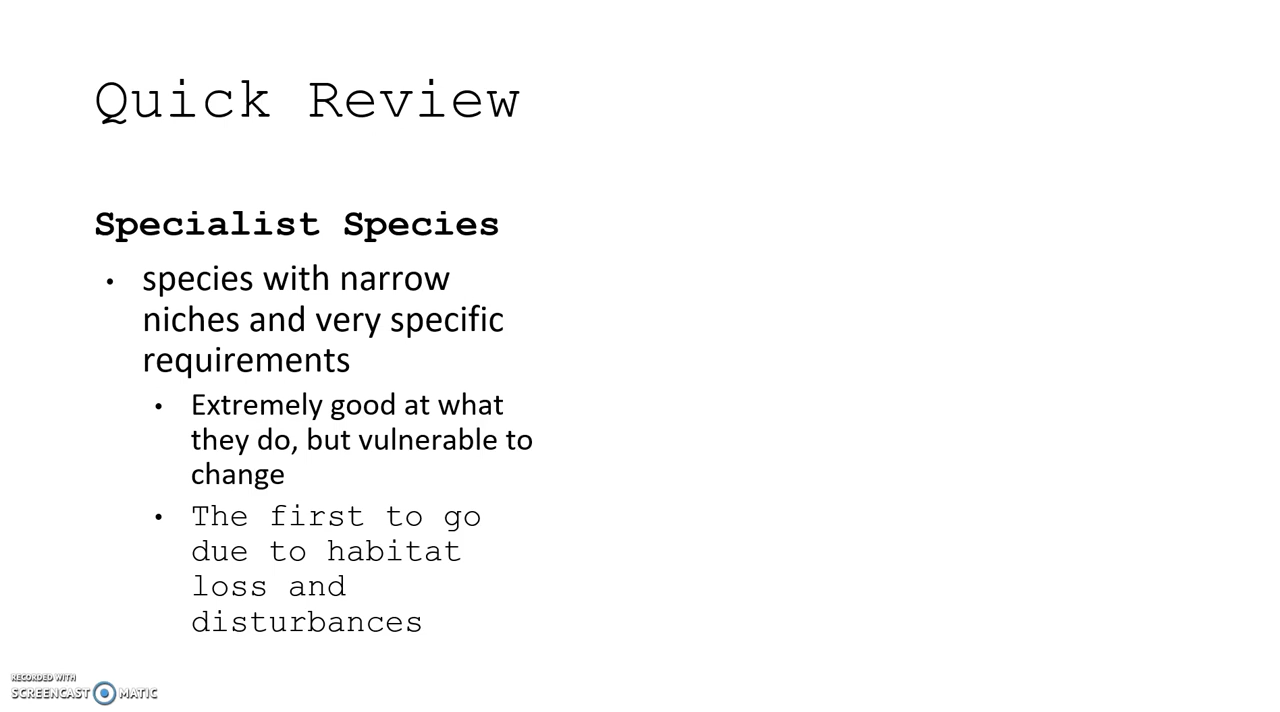 Quick Review
Specialist Species
• species with narrow
niches and very specific
requirements
• Extremely good at what
they do, but vulnerable to
change
• The first to go
due to habitat
loss and
disturbances
RECORDED WITH
SCREENCAST MATIC